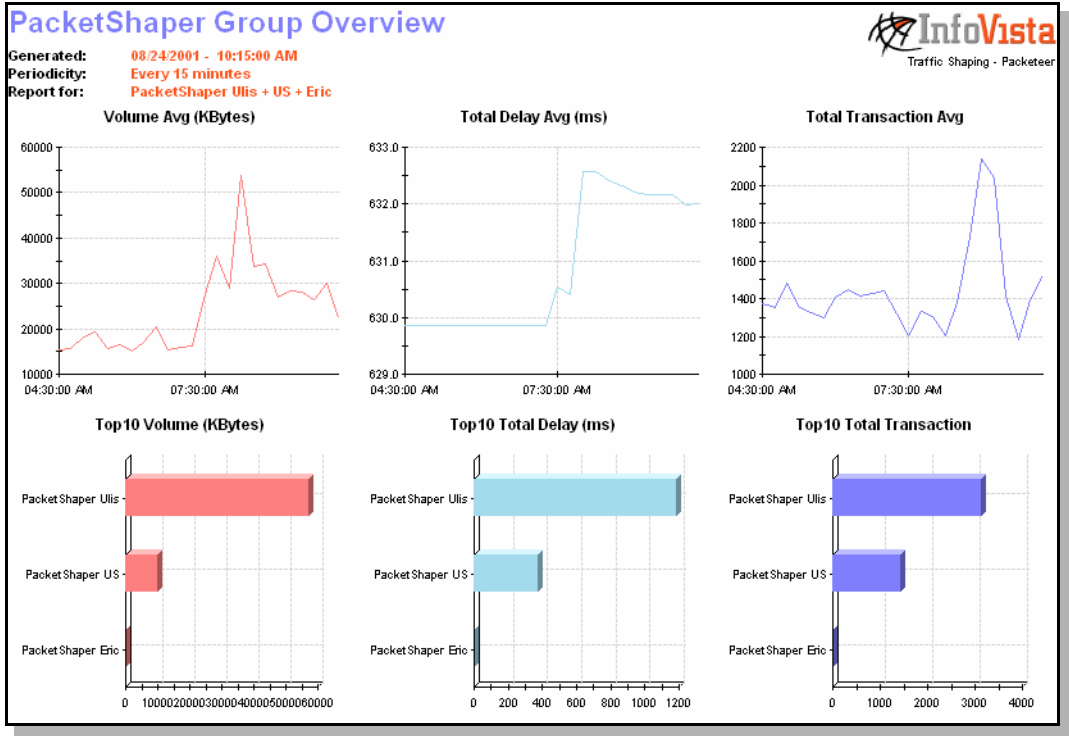 PacketShaper Group Overview
InfoVista
Traffic Shaping - Packeteer
Generated: 08/24/2001 - 10:15:00 AM
Periodicity: Every 15 minutes
Report for: PacketShaper Ulis + US + Eric
Volume Avg (KBytes)
60000
50000
40000
30000
20000
10000
04:30:00 AM 07:30:00 AM
Total Delay Avg (ms)
633.0
632.0
631.0
630.0
629.0
04:30:00 AM 07:30:00 AM
Total Transaction Avg
2200
2000
1800
1600
1400
1200
1000
04:30:00 AM 07:30:00 AM
Top10 Volume (KBytes)
PacketShaper Ulis
PacketShaper US
PacketShaper Eric
0 10000 20000 30000 40000 50000 60000
Top10 Total Delay (ms)
PacketShaper Ulis
PacketShaper US
PacketShaper Eric
0 200 400 600 800 1000 1200
Top10 Total Transaction
PacketShaper Ulis
PacketShaper US
PacketShaper Eric
0 1000 2000 3000 4000